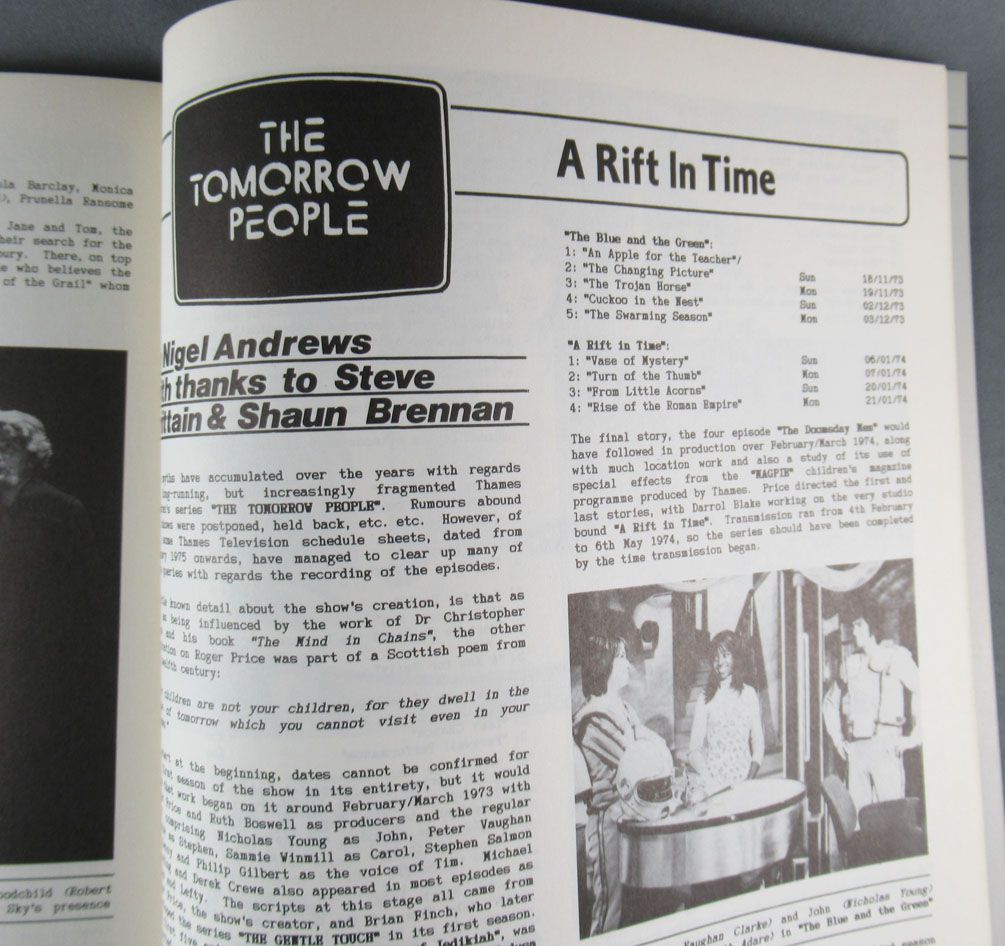 la Barclay, Monica
Prunella Ransome
Jane and Tom, the
their search for the
bury. There, on top
e who believes the
of the Grail" whom
oodchild (Robert
Sky's presence
THE
TOMORROW
PEOPLE
Nigel Andrews
th thanks to Steve
ttain & Shaun Brennan
yths have accumulated over the years with regards
ng-running, but increasingly fragmented Thames
series "THE TOMORROW PEOPLE". Rumours abound
were postponed, held back, etc. etc. However, of
Thames Television schedule sheets, dated from
1975 onwards, have managed to clear up many of
series with regards the recording of the episodes.
known detail about the show's creation, is that as
being influenced by the work of Dr Christopher
and his book "The Mind in Chains", the other
on Roger Price was part of a Scottish poem from
century:
children are not your children, for they dwell in the
of tomorrow which you cannot visit even in your
at the beginning, dates cannot be confirmed for
season of the show in its entirety, but it would
work began on it around February/March 1973 with
Price and Ruth Boswell as producers and the regular
comprising Nicholas Young as John, Peter Vaughan
as Stephen, Sammie Winmill as Carol, Stephen Salmon
and Philip Gilbert as the voice of Tim. Michael
and Derek Crewe also appeared in most episodes as
and Lefty. The scripts at this stage all came from
Price, the show's creator, and Brian Finch, who later
the series "THE GENTLE TOUCH" in its first season.
five
of Jedikiah", was
A Rift In Time
"The Blue and the Green":
1: "An Apple for the Teacher"/
2: "The Changing Picture" Sun 18/11/73
3: "The Trojan Horse" Mon 19/11/73
4: "Cuckoo in the Nest" Sun 02/12/73
5: "The Swarming Season" Mon 03/12/73
"A Rift in Time":
1: "Vase of Mystery" Sun 06/01/74
2: "Turn of the Thumb" Mon 07/01/74
3: "From Little Acorns" Sun 20/01/74
4: "Rise of the Roman Empire" Mon 21/01/74
The final story, the four episode "The Doomsday Men" would
have followed in production over February/March 1974, along
with much location work and also a study of its use of
special effects from the "MAGPIE" children's magazine
programme produced by Thames. Price directed the first and
last stories, with Darrol Blake working on the very studio
bound "A Rift in Time". Transmission ran from 4th February
to 6th May 1974, so the series should have been completed
by the time transmission began.
Vaughan Clarke) and John (Nicholas Young)
Adare) in "The Blue and the Green"
season